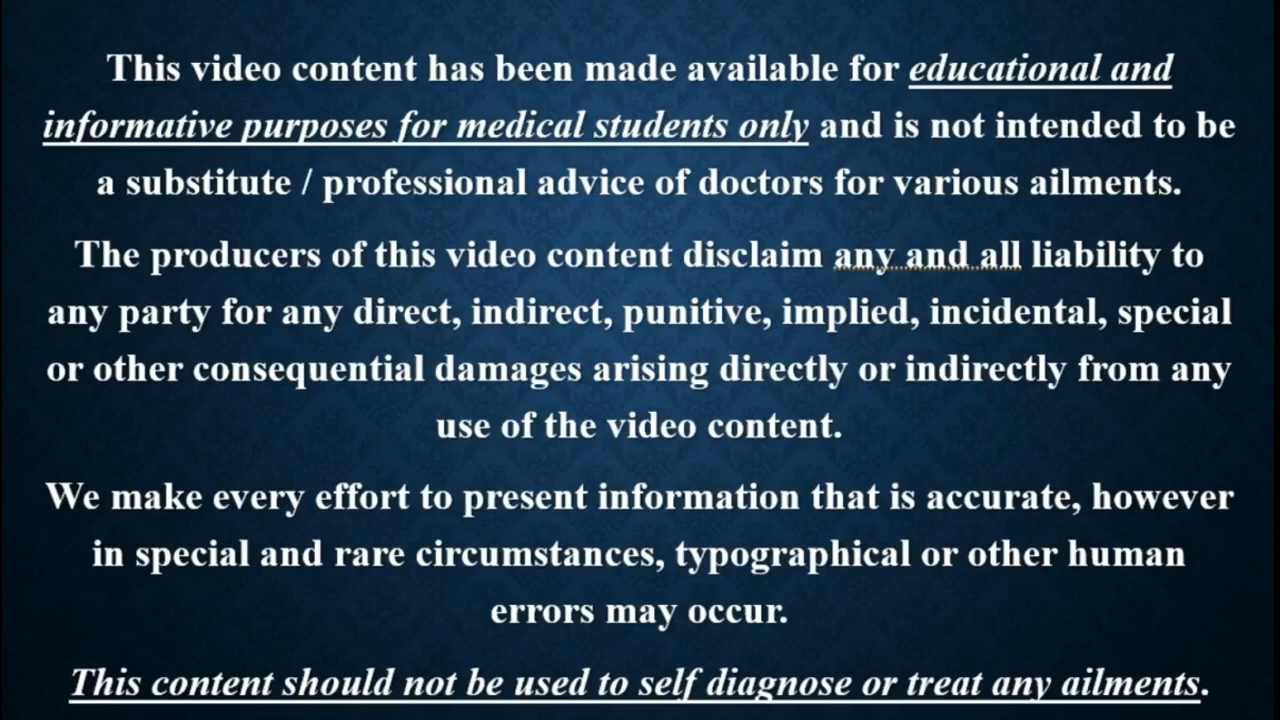 This video content has been made available for educational and
informative purposes for medical students only and is not intended to be
a substitute / professional advice of doctors for various ailments.
The producers of this video content disclaim any and all liability to
any party for any direct, indirect, punitive, implied, incidental, special
or other consequential damages arising directly or indirectly from any
use of the video content.
We make every effort to present information that is accurate, however
in special and rare circumstances, typographical or other human
errors may occur.
This content should not be used to self diagnose or treat any ailments.